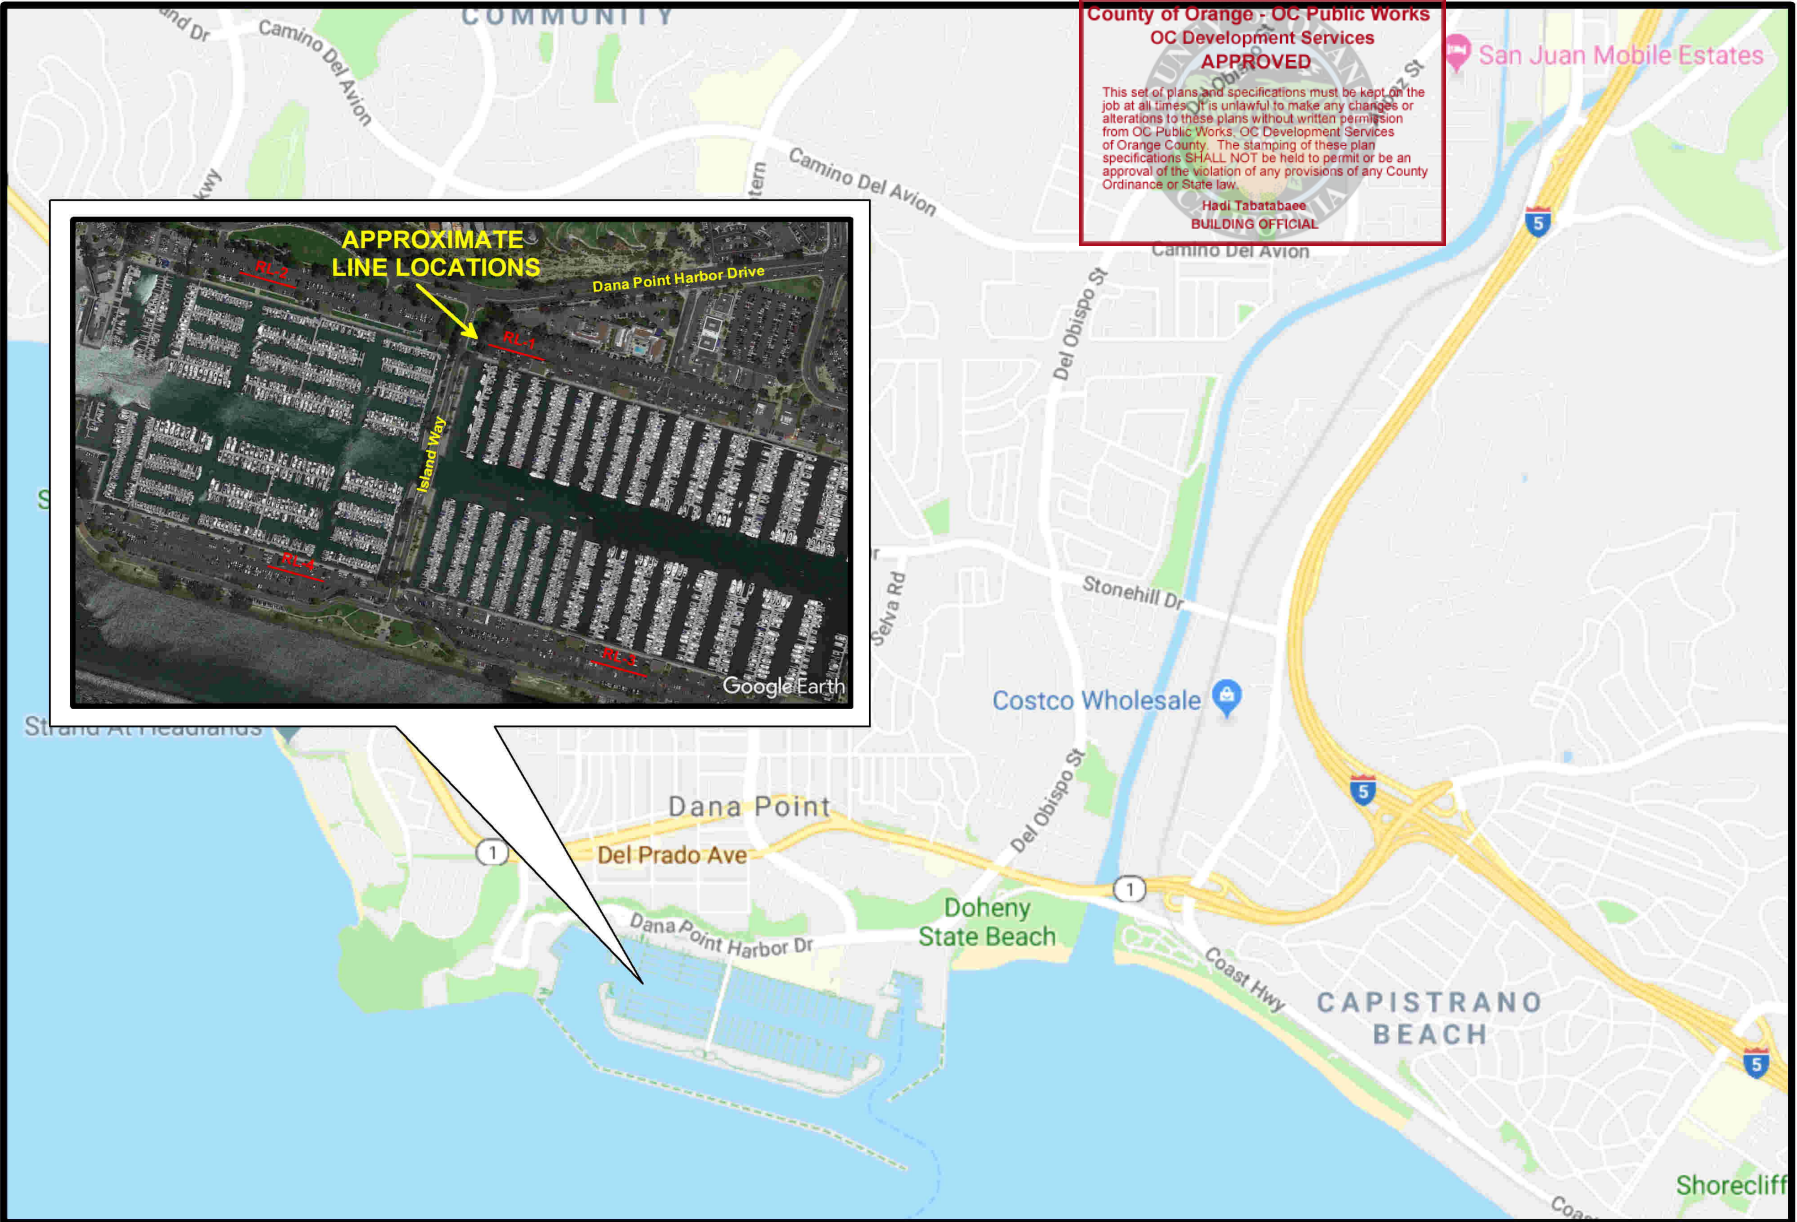 COMMUNITY
Camino Del Avion
County of Orange - OC Public Works
OC Development Services
APPROVED
This set of plans and specifications must be kept on the
job at all times. It is unlawful to make any changes or
alterations to these plans without written permission
from OC Public Works, OC Development Services
of Orange County. The stamping of these plan
specifications SHALL NOT be held to permit or be an
approval of the violation of any provisions of any County
Ordinance or State law.
Hadi Tabatabaee
BUILDING OFFICIAL
CALIFORNIA
San Juan Mobile Estates
Camino Del Avion
Camino Del Avion
5
Del Obispo St
APPROXIMATE
LINE LOCATIONS
RL-2
Dana Point Harbor Drive
RL-1
Island Way
RL-4
RL-3
Google Earth
Selva Rd
Stonehill Dr
Costco Wholesale
Strand At Headlands
5
Dana Point
Del Obispo St
1
Del Prado Ave
1
Doheny
State Beach
Dana Point Harbor Dr
Coast Hwy
CAPISTRANO
BEACH
5
Shorecliff